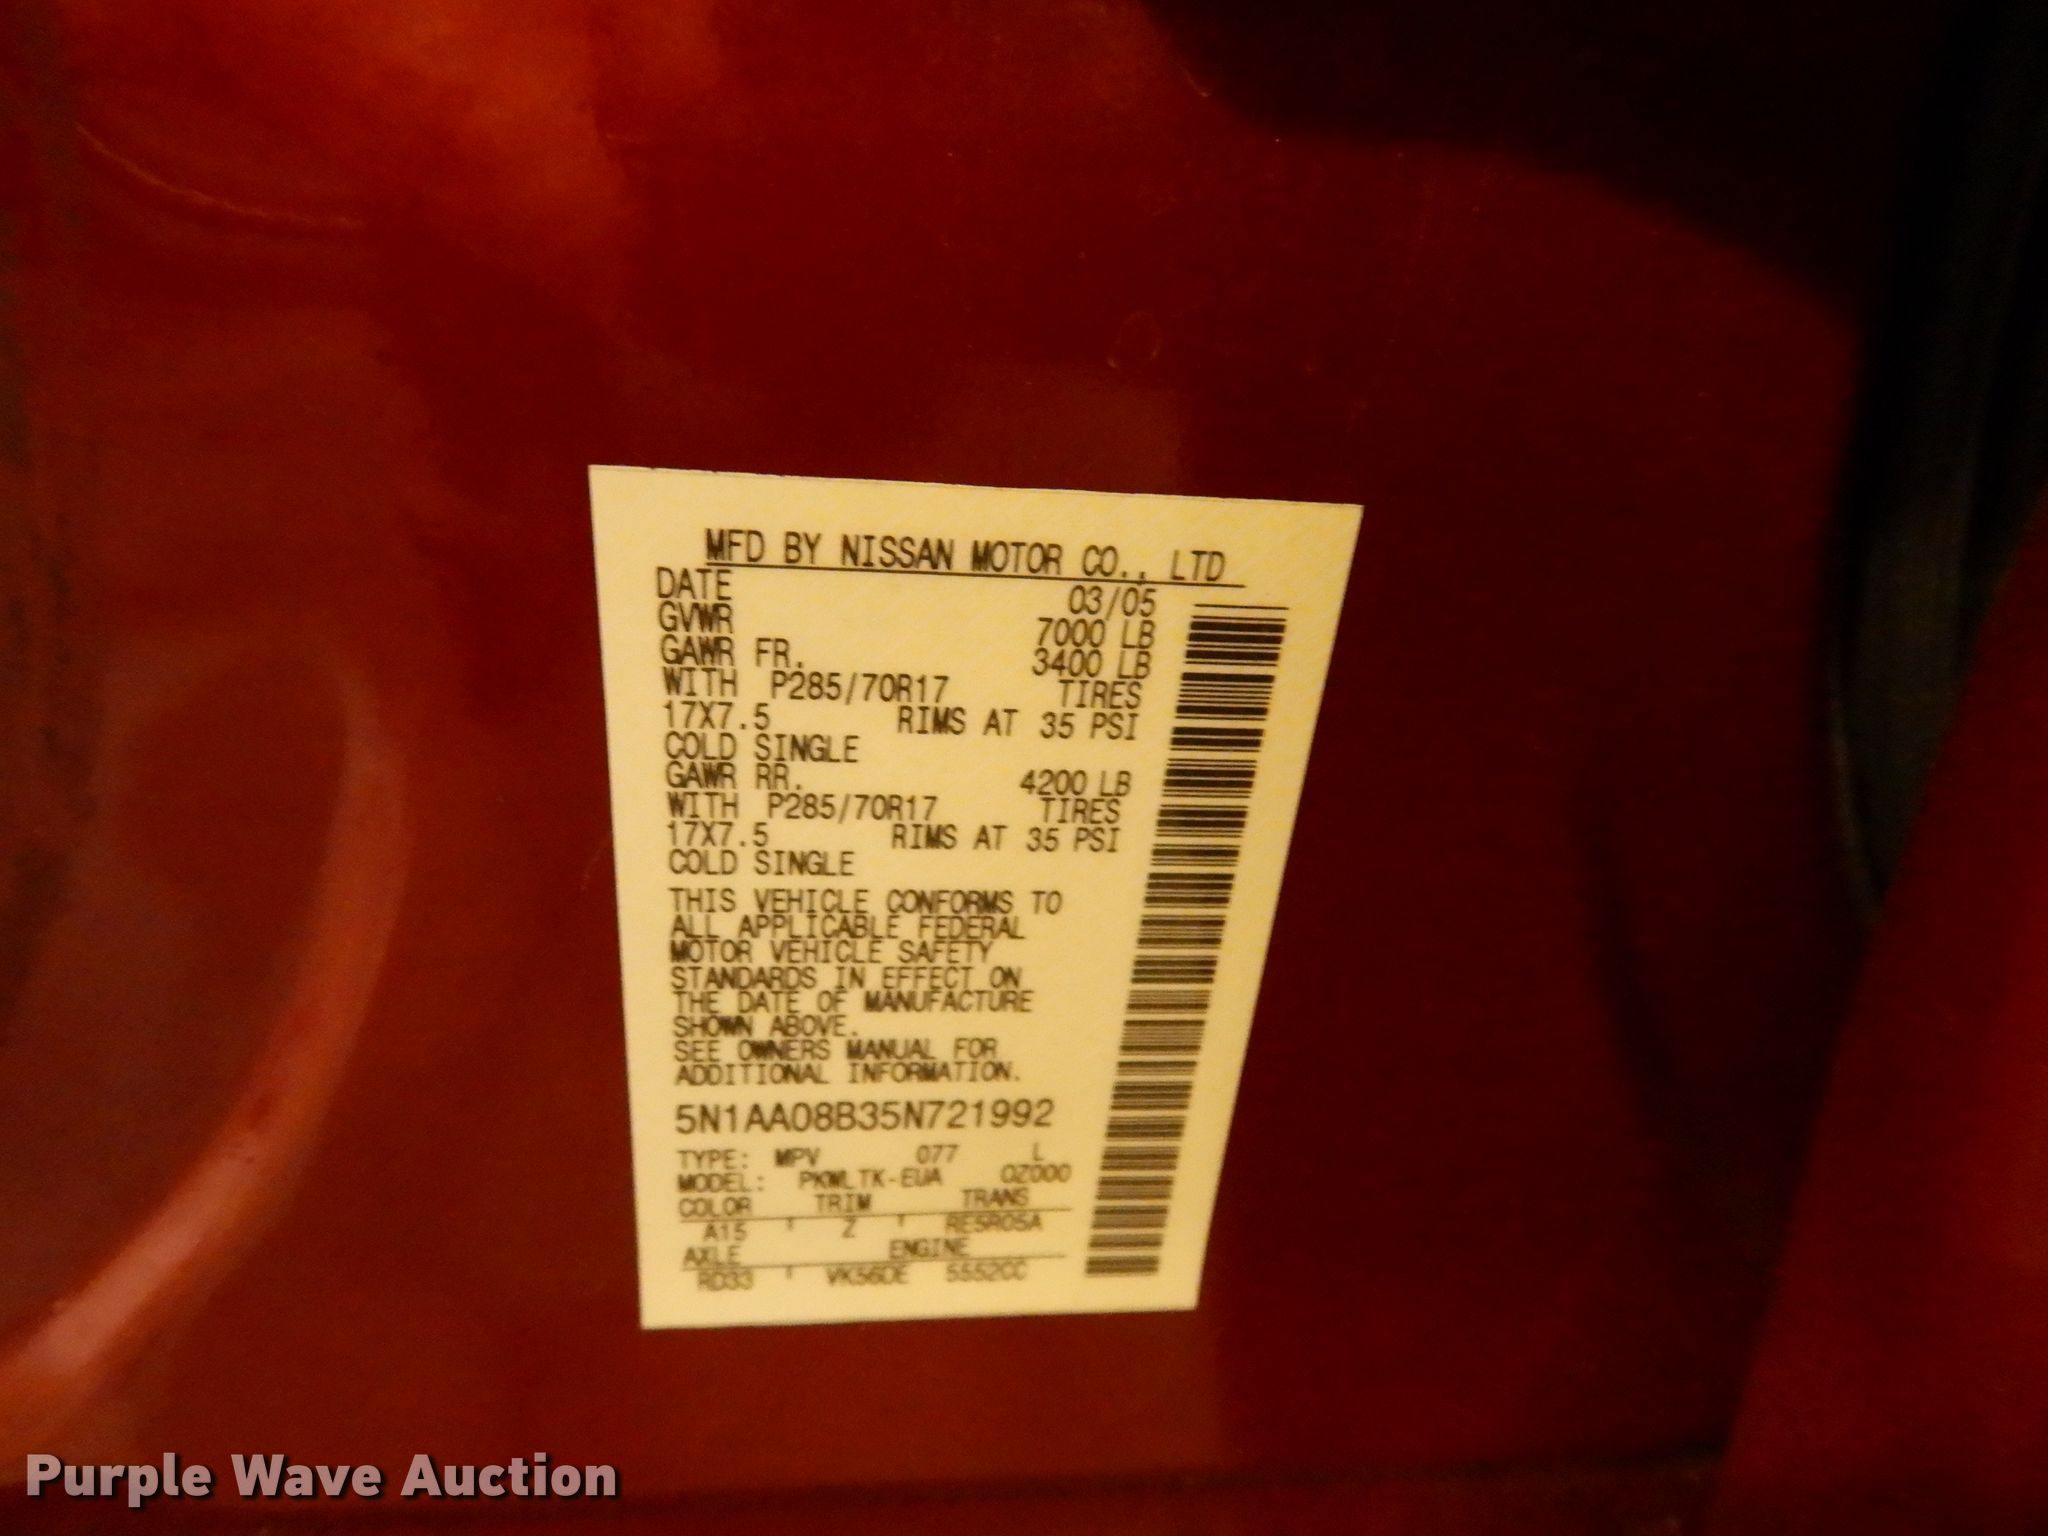 MFD BY NISSAN MOTOR CO., LTD
DATE 03/05
GVWR 7000 LB
GAWR FR. 3400 LB
WITH P285/70R17 TIRES
17X7.5 RIMS AT 35 PSI
COLD SINGLE
GAWR RR. 4200 LB
WITH P285/70R17 TIRES
17X7.5 RIMS AT 35 PSI
COLD SINGLE
THIS VEHICLE CONFORMS TO
ALL APPLICABLE FEDERAL
MOTOR VEHICLE SAFETY
STANDARDS IN EFFECT ON
THE DATE OF MANUFACTURE
SHOWN ABOVE.
SEE OWNERS MANUAL FOR
ADDITIONAL INFORMATION.
5N1AA08B35N721992
TYPE: MPV 077 L
MODEL: PKWLTK-EUA 0Z000
COLOR TRIM TRANS
A15 ' Z ' RE5R05A
AXLE ENGINE
RD33 ' VK56DE 5552CC
Purple Wave Auction